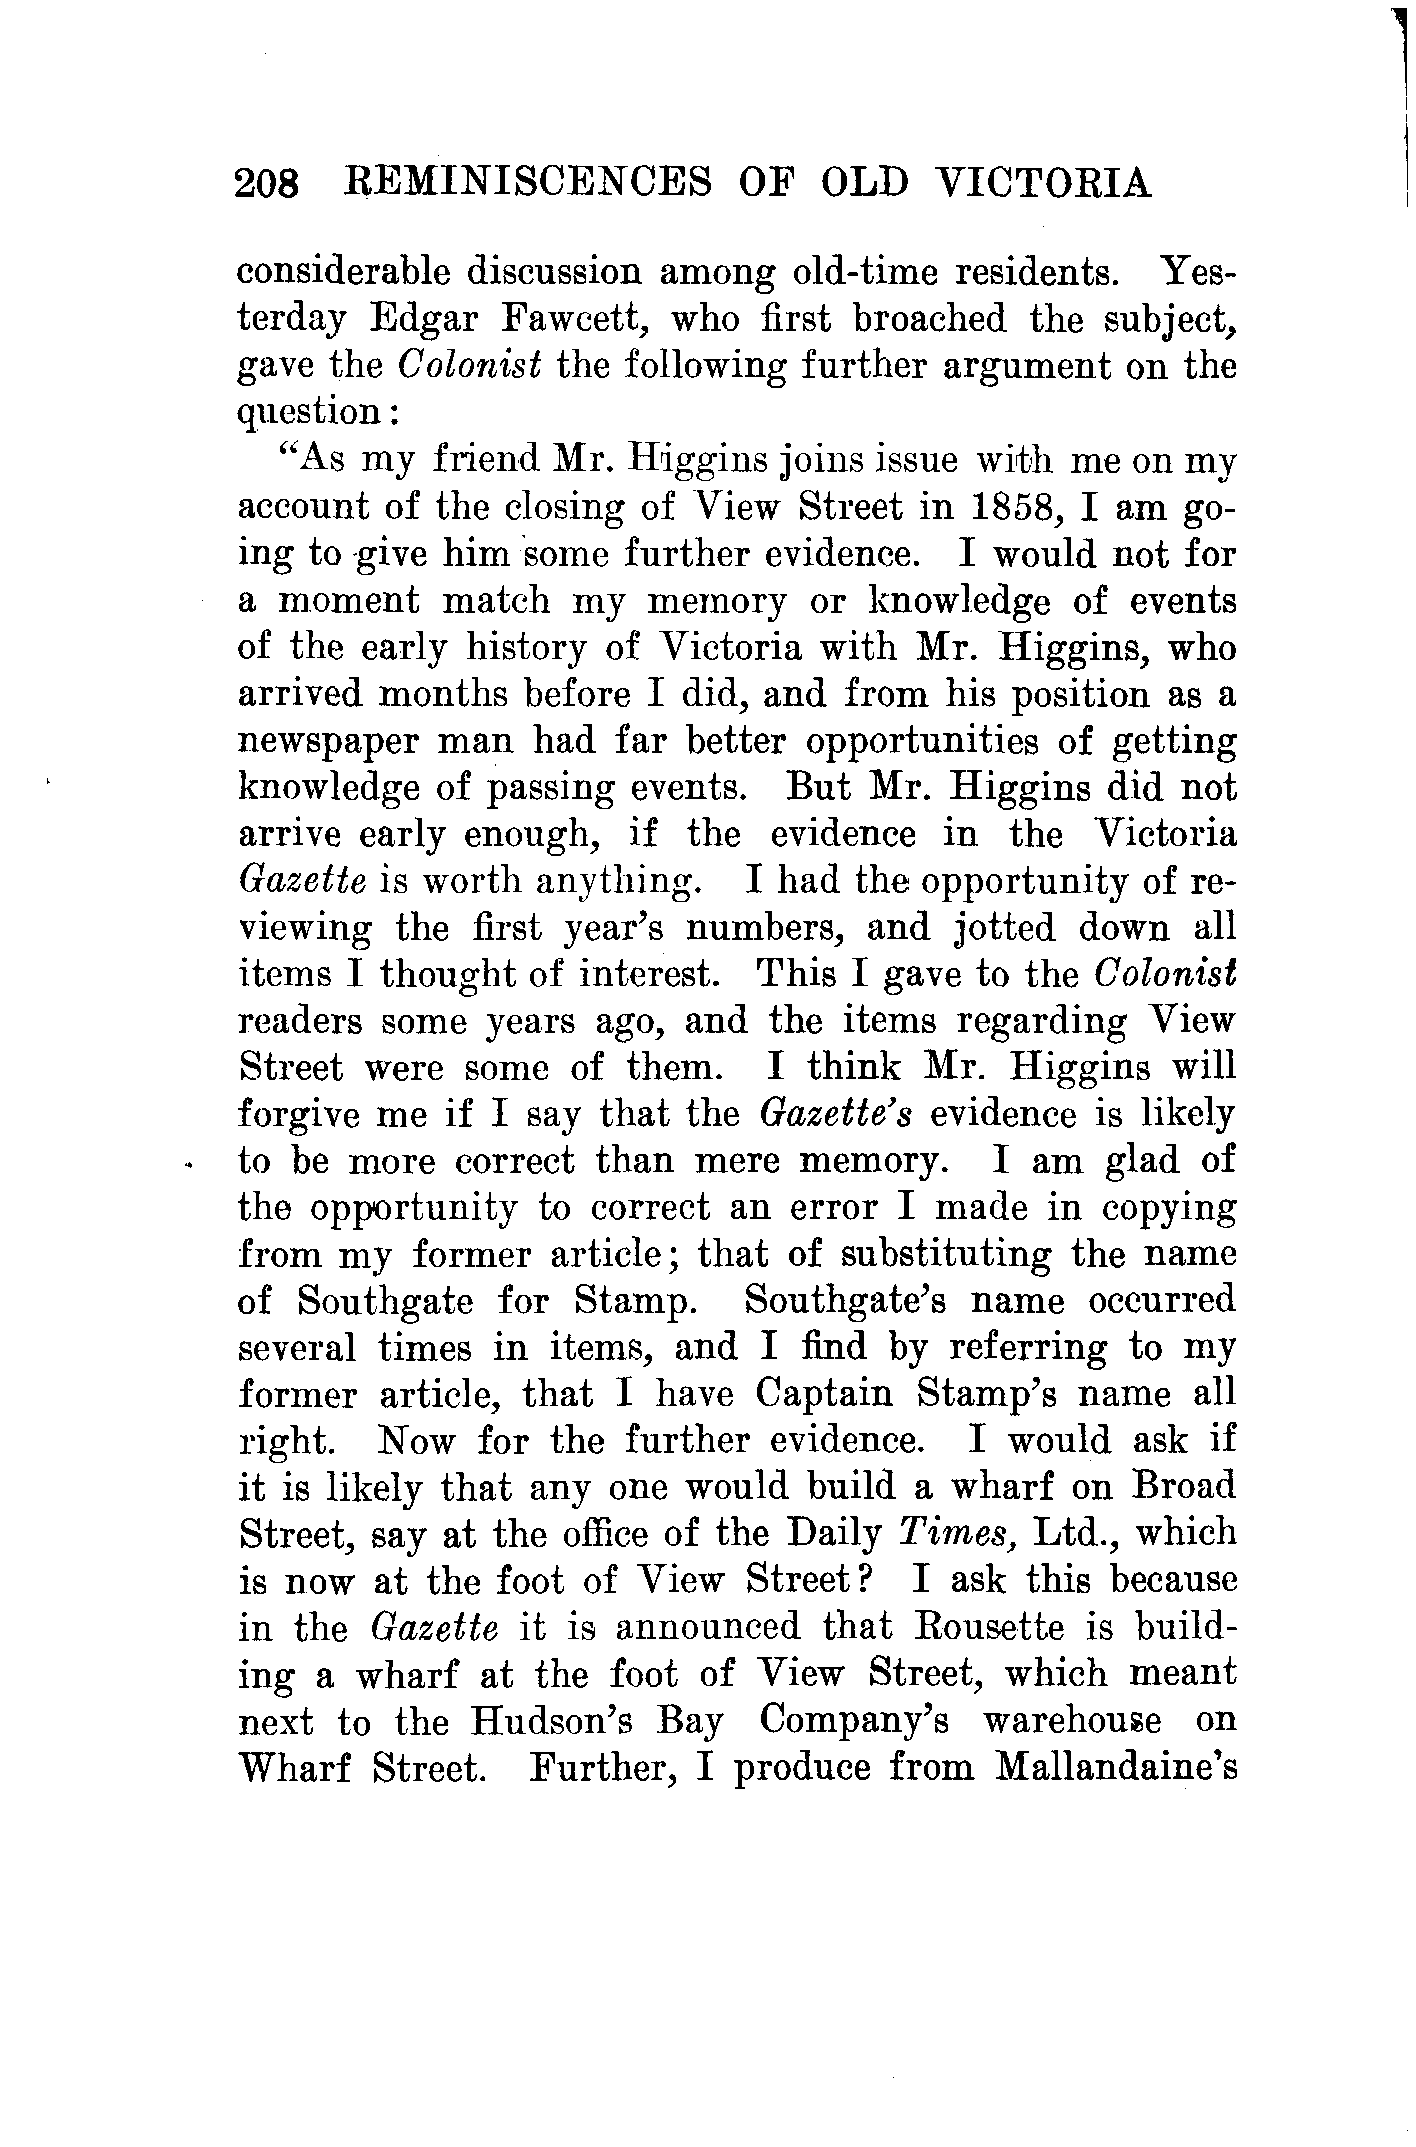 208 REMINISCENCES OF OLD VICTORIA
considerable discussion among old-time residents. Yes-
terday Edgar Fawcett, who first broached the subject,
gave the Colonist the following further argument on the
question:
"As my friend Mr. Higgins joins issue with me on my
account of the closing of View Street in 1858, I am go-
ing to give him some further evidence. I would not for
a moment match my memory or knowledge of events
of the early history of Victoria with Mr. Higgins, who
arrived months before I did, and from his position as a
newspaper man had far better opportunities of getting
knowledge of passing events. But Mr. Higgins did not
arrive early enough, if the evidence in the Victoria
Gazette is worth anything. I had the opportunity of re-
viewing the first year's numbers, and jotted down all
items I thought of interest. This I gave to the Colonist
readers some years ago, and the items regarding View
Street were some of them. I think Mr. Higgins will
forgive me if I say that the Gazette's evidence is likely
to be more correct than mere memory. I am glad of
the opportunity to correct an error I made in copying
from my former article; that of substituting the name
of Southgate for Stamp. Southgate's name occurred
several times in items, and I find by referring to my
former article, that I have Captain Stamp's name all
right. Now for the further evidence. I would ask if
it is likely that any one would build a wharf on Broad
Street, say at the office of the Daily Times, Ltd., which
is now at the foot of View Street? I ask this because
in the Gazette it is announced that Rousette is build-
ing a wharf at the foot of View Street, which meant
next to the Hudson's Bay Company's warehouse on
Wharf Street. Further, I produce from Mallandaine's